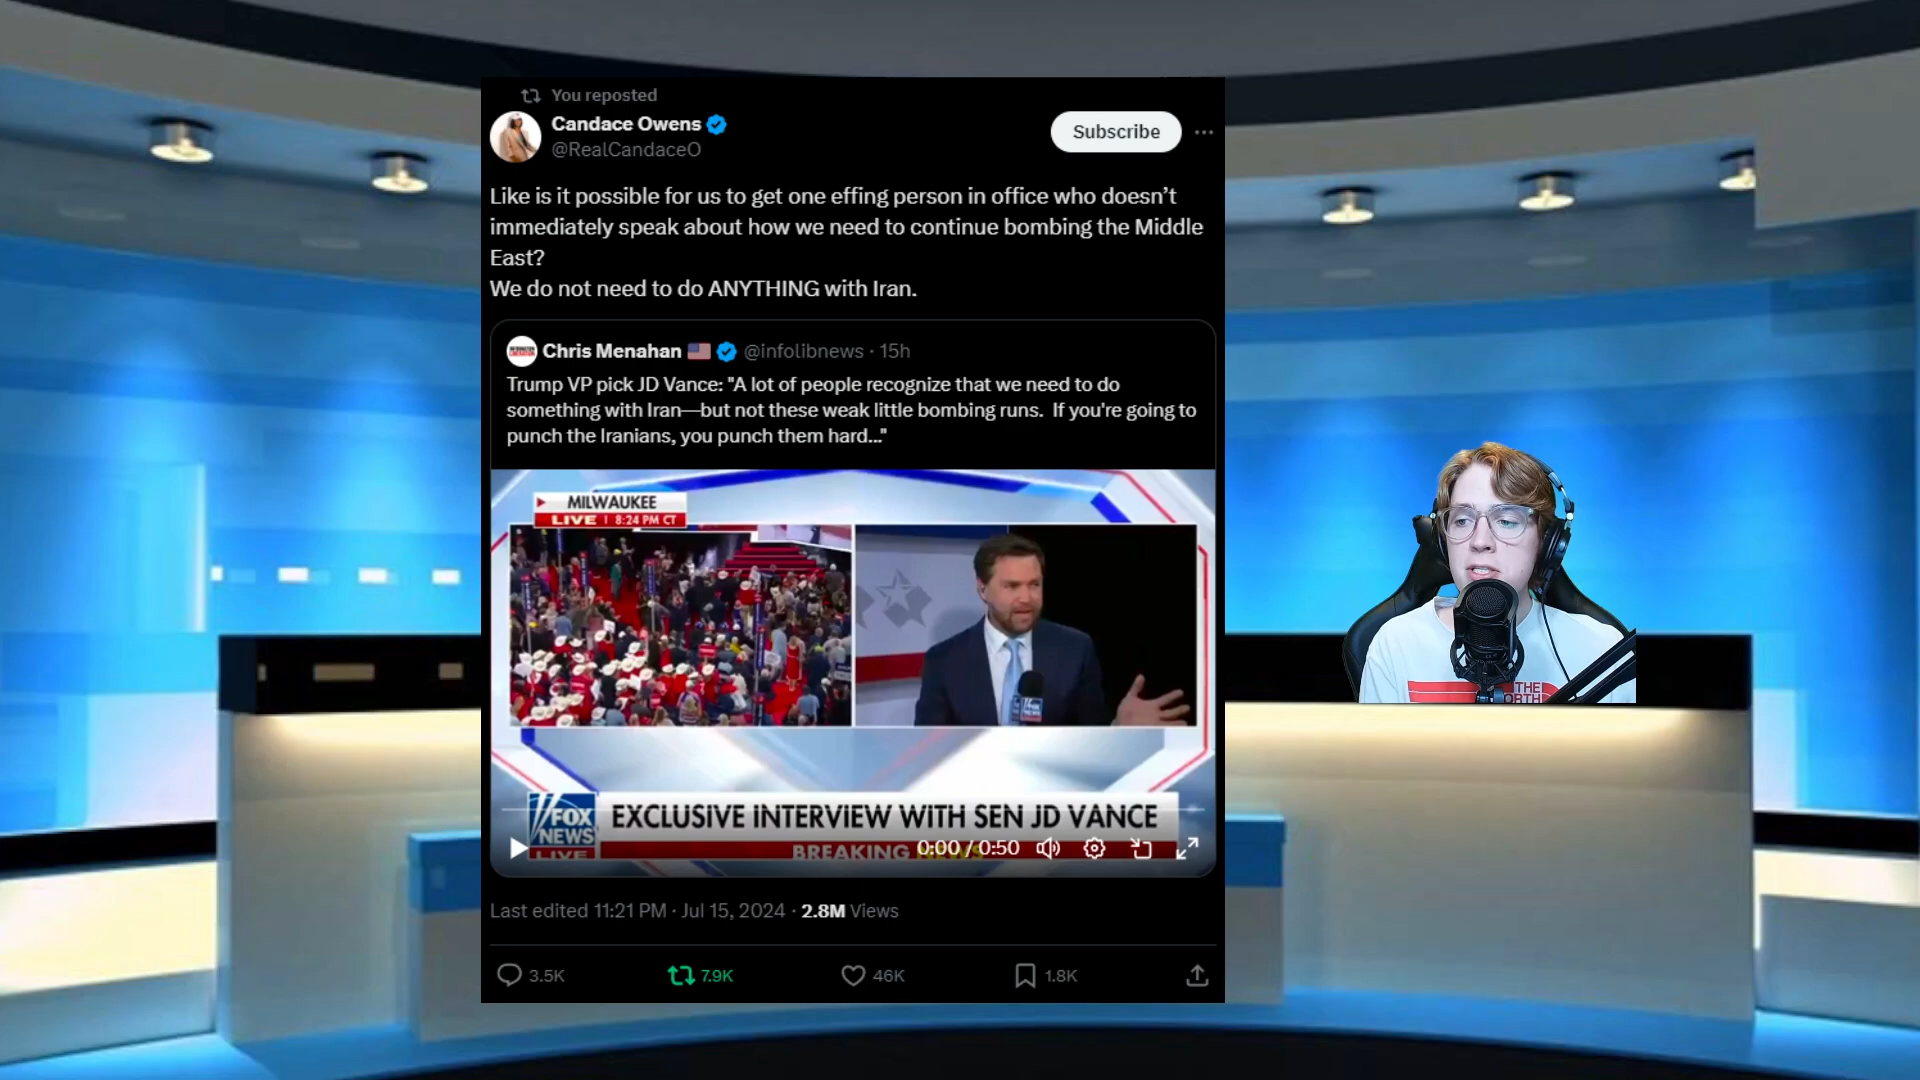 You reposted
Candace Owens
@RealCandaceO
Subscribe
Like is it possible for us to get one effing person in office who doesn’t
immediately speak about how we need to continue bombing the Middle
East?
We do not need to do ANYTHING with Iran.
Chris Menahan @infolibnews · 15h
Trump VP pick JD Vance: "A lot of people recognize that we need to do
something with Iran—but not these weak little bombing runs. If you're going to
punch the Iranians, you punch them hard..."
MILWAUKEE
LIVE 8:24 PM CT
FOX
NEWS
FOX
NEWS
LIVE
EXCLUSIVE INTERVIEW WITH SEN JD VANCE
BREAKING NEWS
0:00 / 0:50
Last edited 11:21 PM · Jul 15, 2024 · 2.8M Views
3.5K
7.9K
46K
1.8K
THE
ORTH